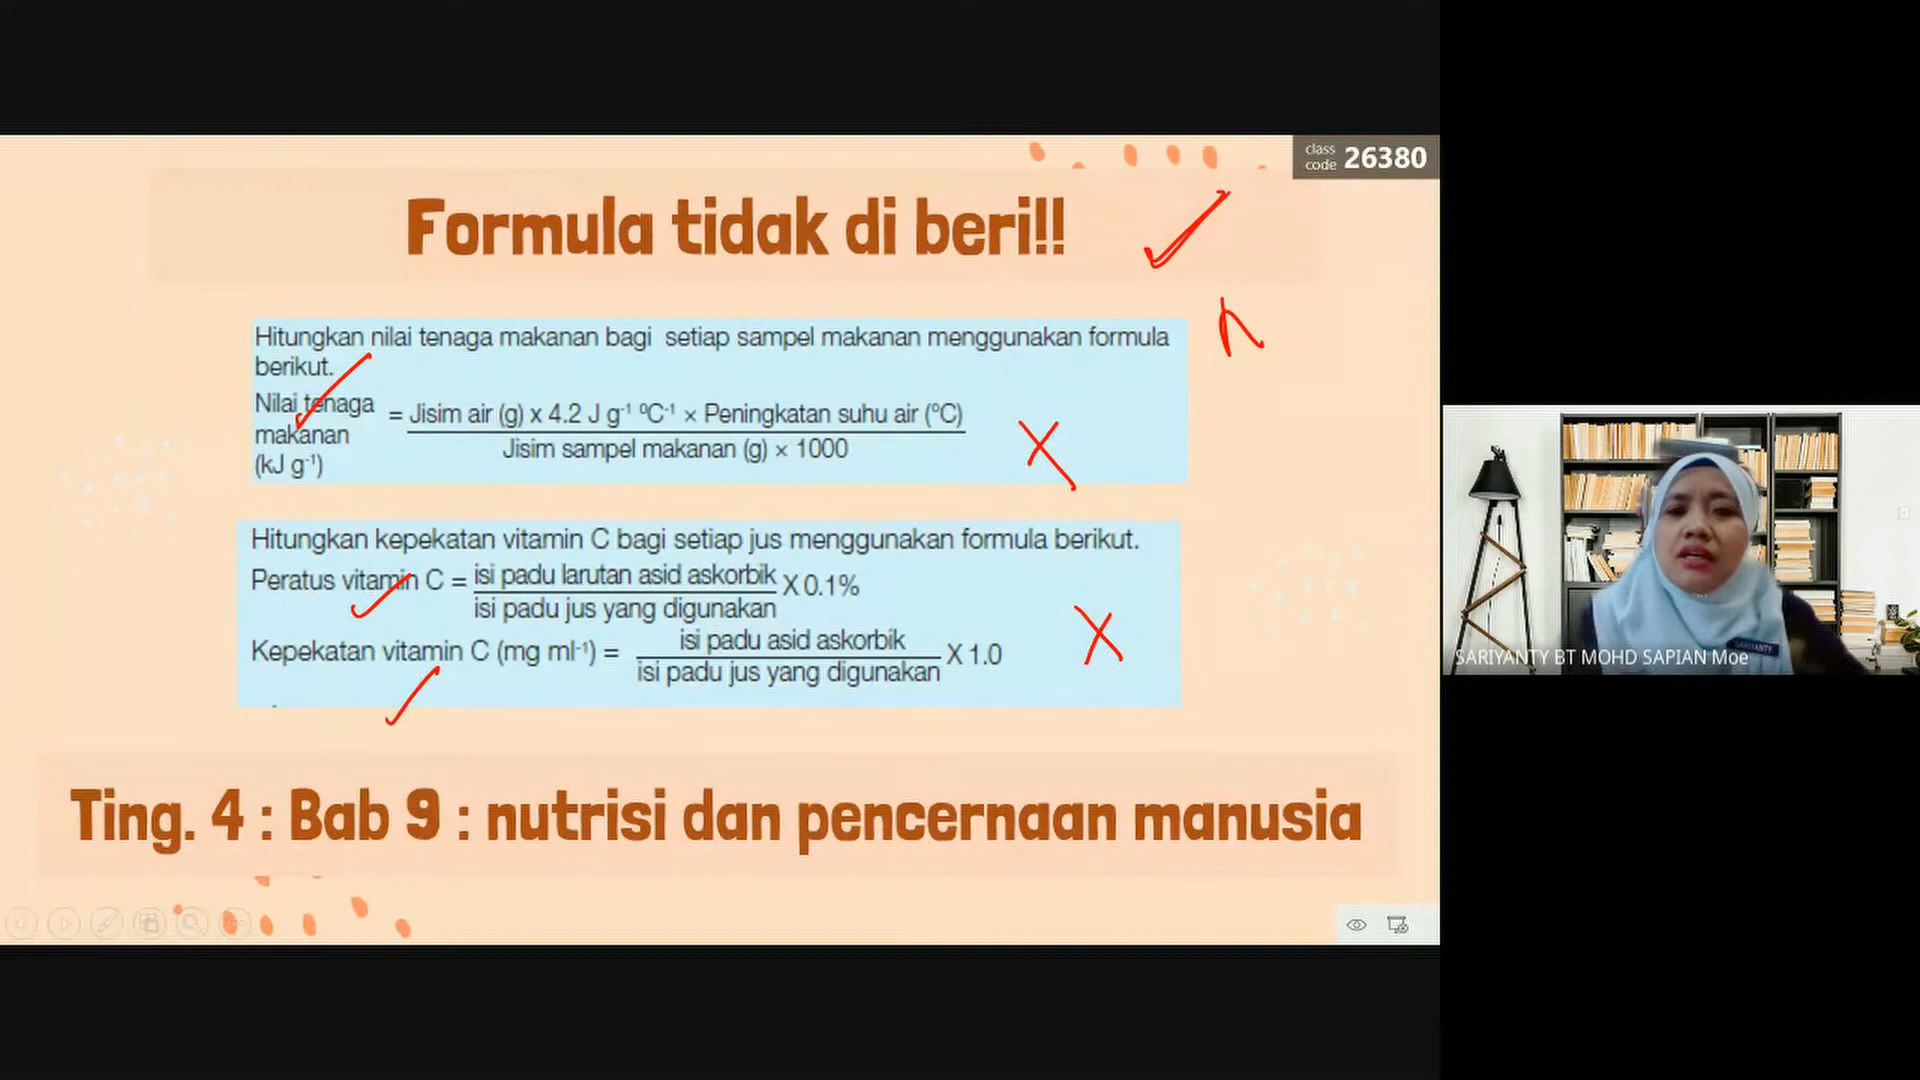 class
code 26380
Formula tidak di beri!!
Hitungkan nilai tenaga makanan bagi setiap sampel makanan menggunakan formula
berikut.
Nilai tenaga
makanan
(kJ g⁻¹)
= Jisim air (g) x 4.2 J g⁻¹ ⁰C⁻¹ × Peningkatan suhu air (⁰C)
Jisim sampel makanan (g) × 1000
Hitungkan kepekatan vitamin C bagi setiap jus menggunakan formula berikut.
Peratus vitamin C = isi padu larutan asid askorbik X 0.1%
isi padu jus yang digunakan
Kepekatan vitamin C (mg ml⁻¹) = isi padu asid askorbik X 1.0
isi padu jus yang digunakan
Ting. 4 : Bab 9 : nutrisi dan pencernaan manusia
SARIYANTY BT MOHD SAPIAN Moe
SARIYANTY